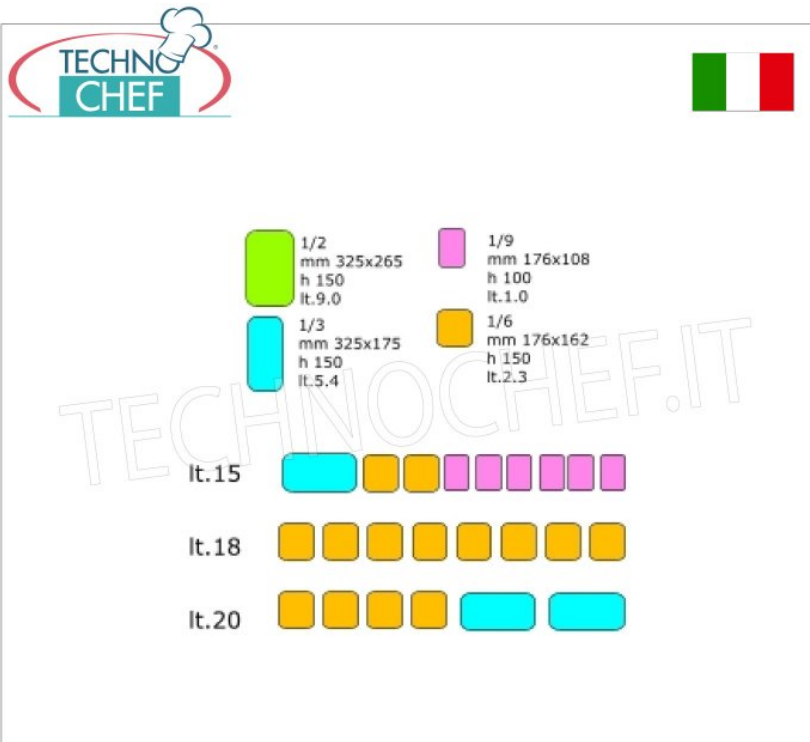 TECHNO
CHEF
1/2
mm 325x265
h 150
lt.9.0
1/9
mm 176x108
h 100
lt.1.0
1/3
mm 325x175
h 150
lt.5.4
1/6
mm 176x162
h 150
lt.2.3
TECHNOCHEF.IT
lt.15
lt.18
lt.20